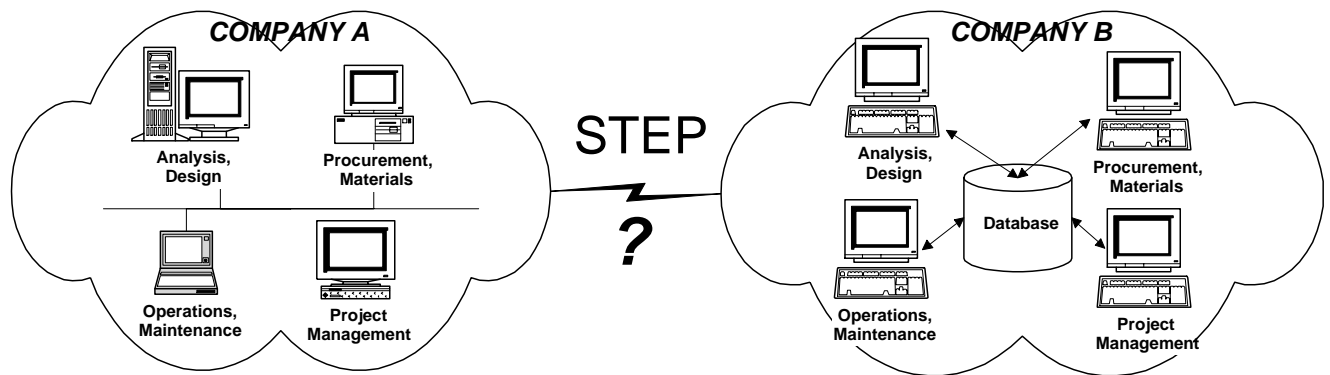 COMPANY A
Analysis,
Design
Procurement,
Materials
Operations,
Maintenance
Project
Management
STEP
?
COMPANY B
Analysis,
Design
Procurement,
Materials
Database
Operations,
Maintenance
Project
Management